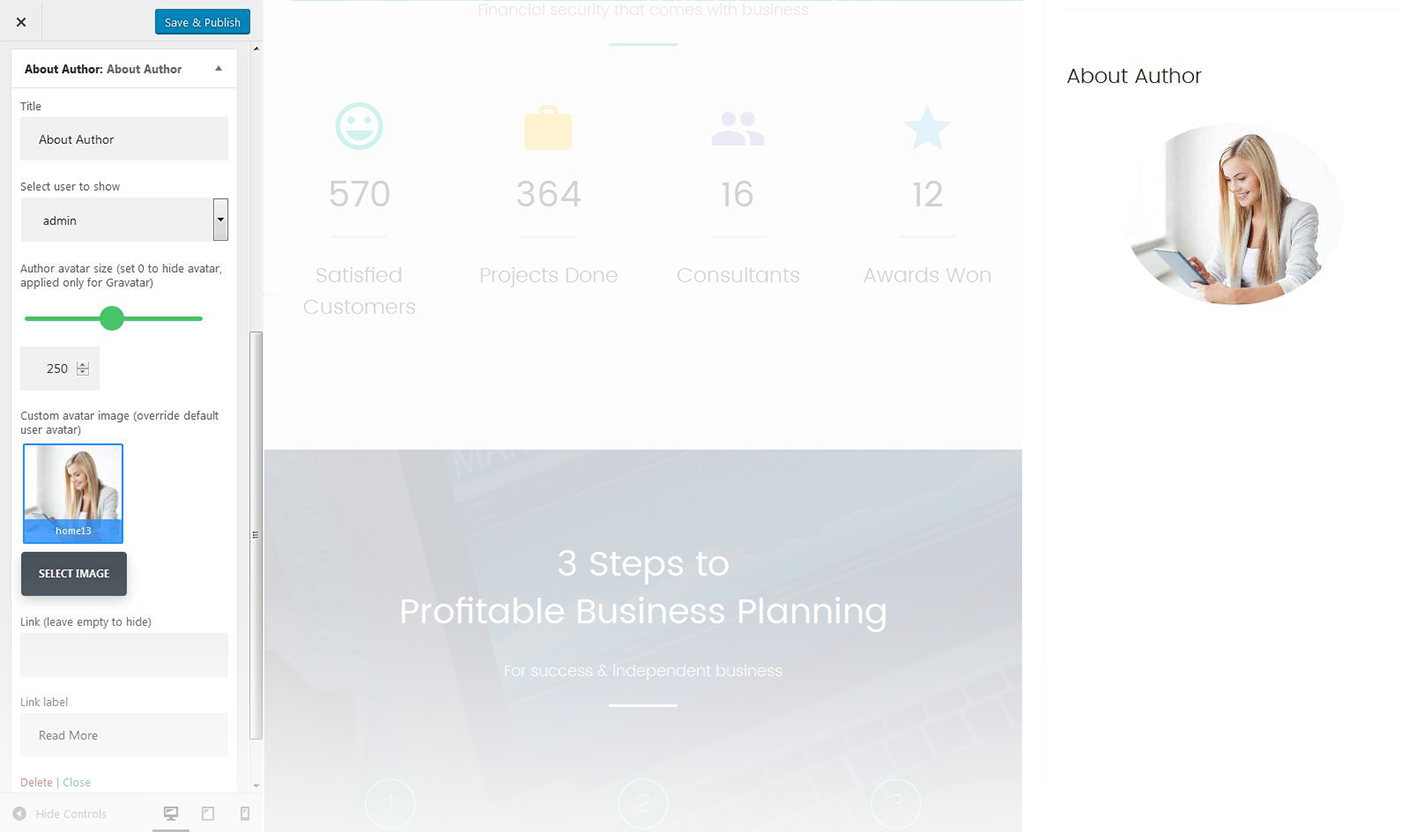 Save & Publish
About Author: About Author
Title
About Author
Select user to show
admin
Author avatar size (set 0 to hide avatar,
applied only for Gravatar)
250
Custom avatar image (override default
user avatar)
home13
SELECT IMAGE
Link (leave empty to hide)
Link label
Read More
Delete | Close
Hide Controls
Financial security that comes with business
570
364
16
12
Satisfied
Customers
Projects Done
Consultants
Awards Won
3 Steps to
Profitable Business Planning
For success & independent business
1
2
3
About Author